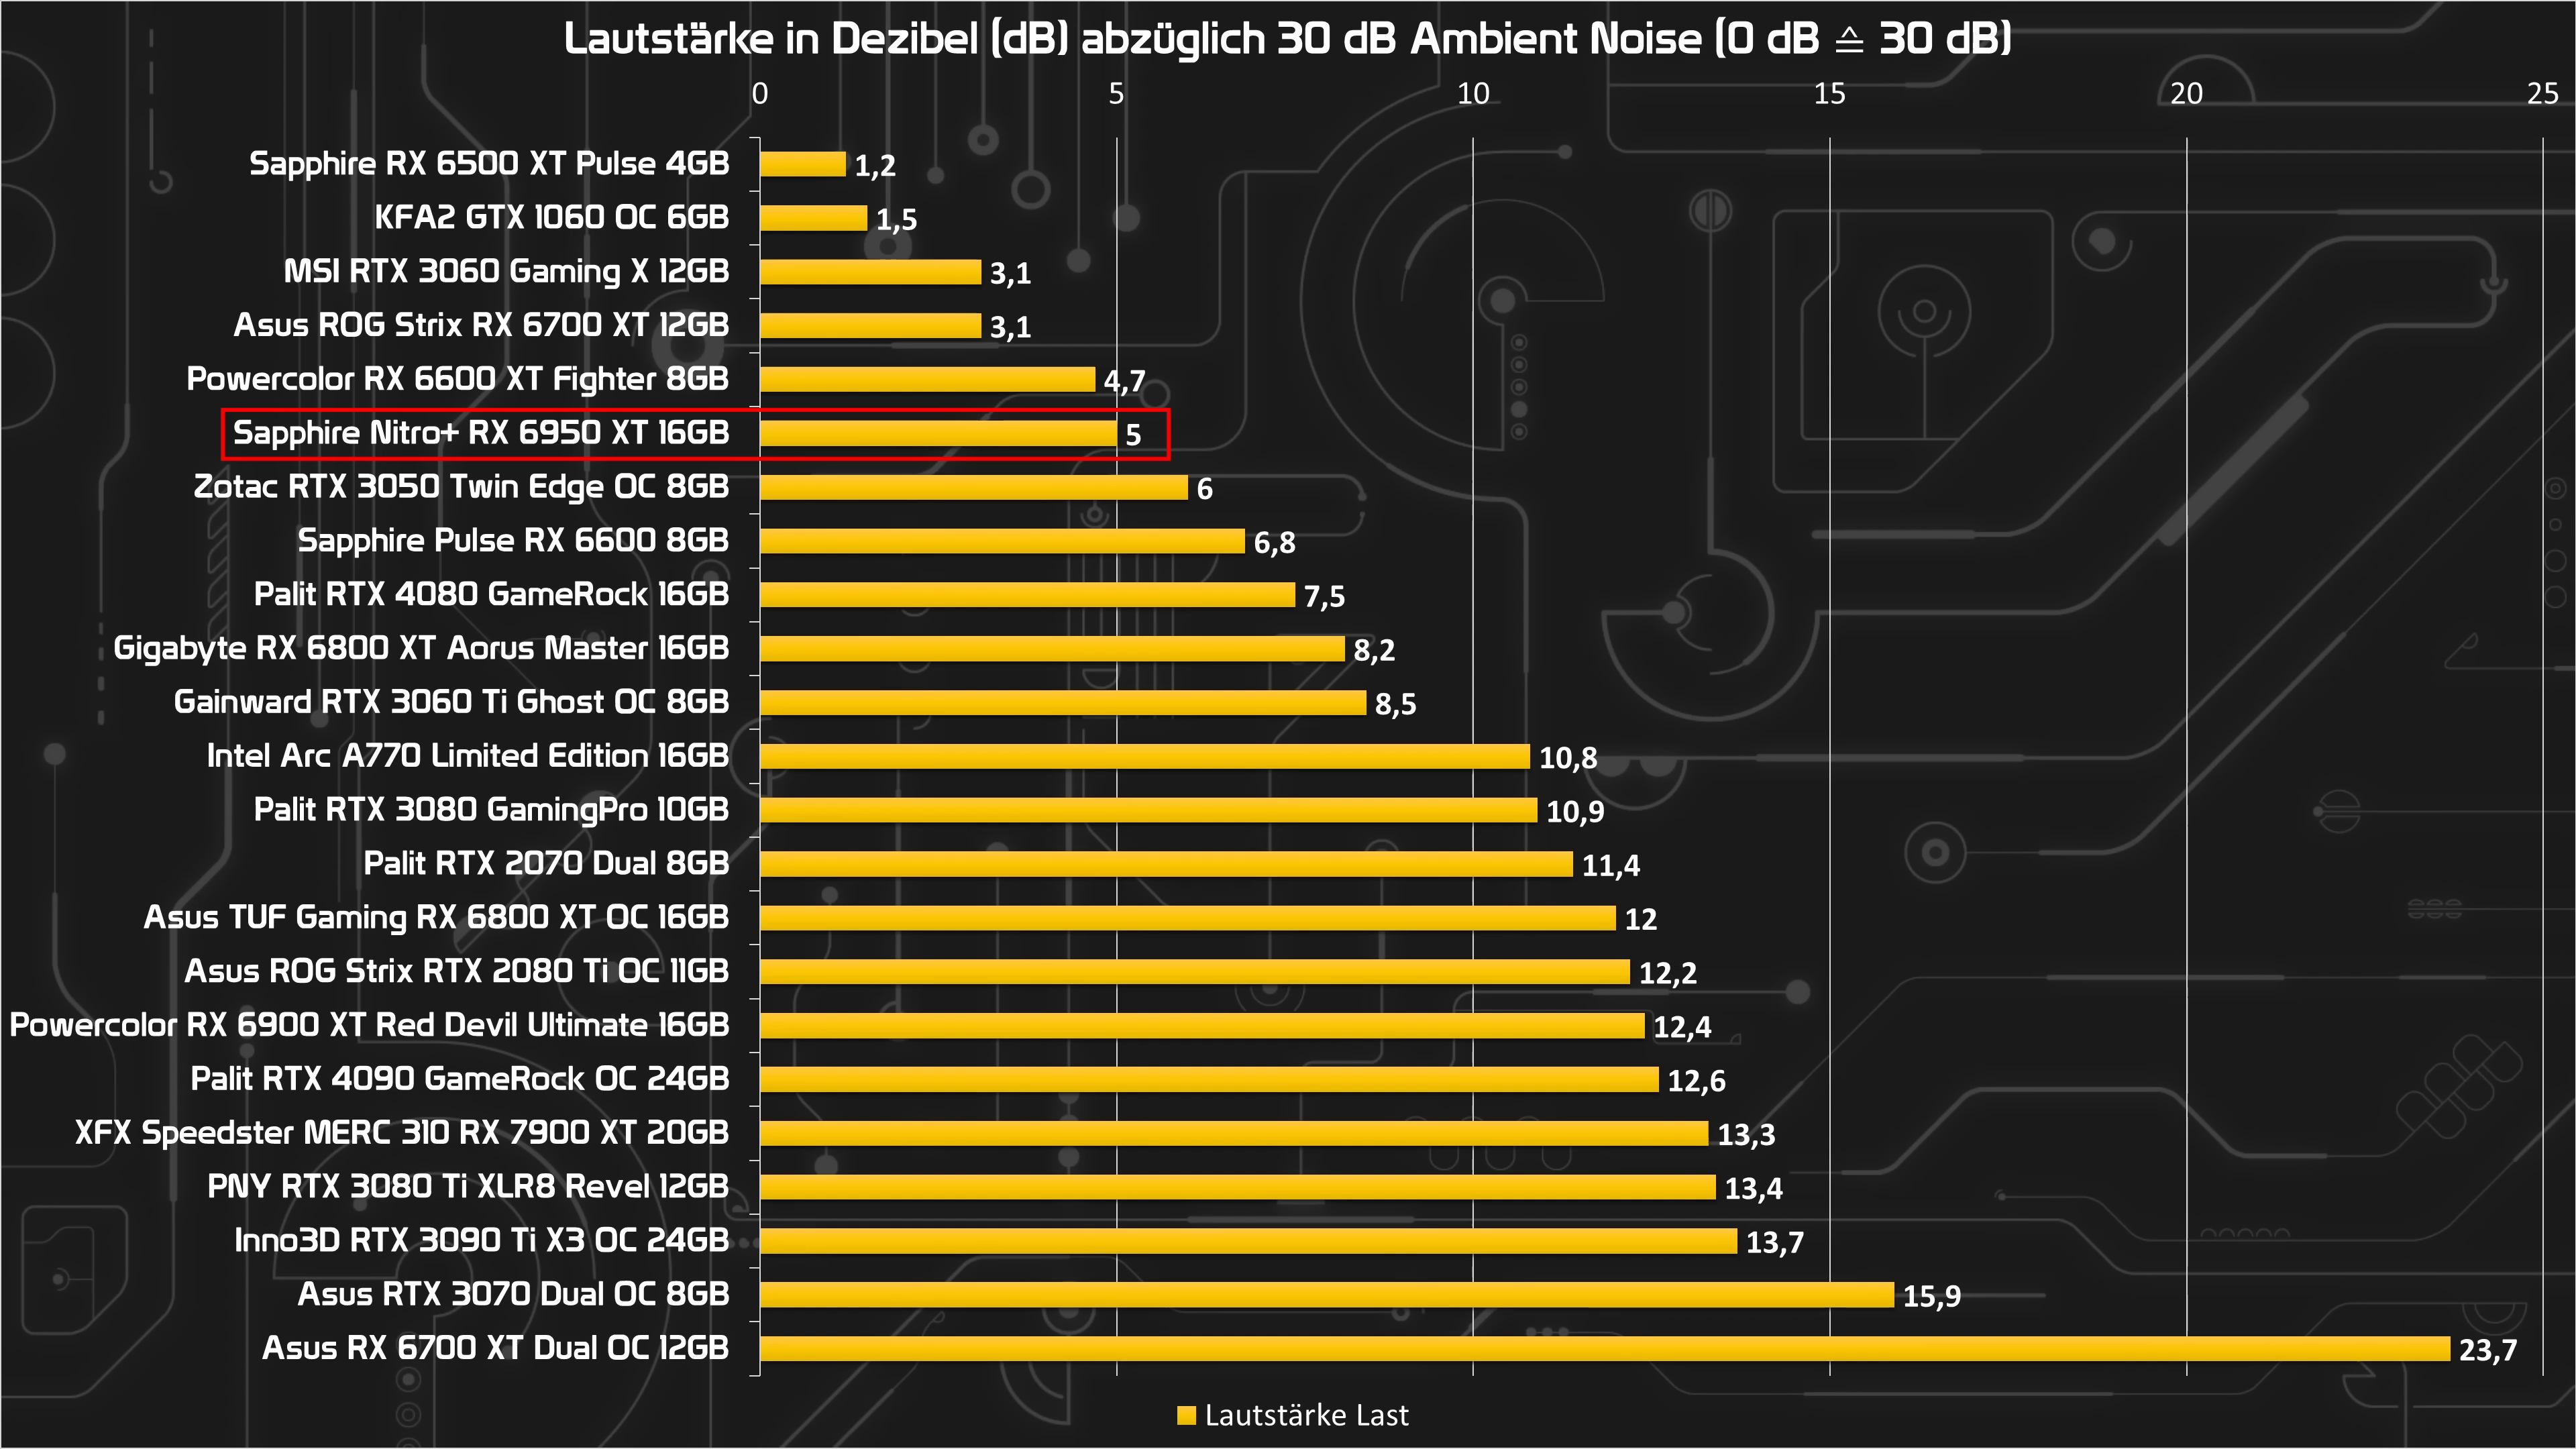 Lautstärke in Dezibel (dB) abzüglich 30 dB Ambient Noise (0 dB ≙ 30 dB)
0 5 10 15 20 25
Sapphire RX 6500 XT Pulse 4GB 1,2
KFA2 GTX 1060 OC 6GB 1,5
MSI RTX 3060 Gaming X 12GB 3,1
Asus ROG Strix RX 6700 XT 12GB 3,1
Powercolor RX 6600 XT Fighter 8GB 4,7
Sapphire Nitro+ RX 6950 XT 16GB 5
Zotac RTX 3050 Twin Edge OC 8GB 6
Sapphire Pulse RX 6600 8GB 6,8
Palit RTX 4080 GameRock 16GB 7,5
Gigabyte RX 6800 XT Aorus Master 16GB 8,2
Gainward RTX 3060 Ti Ghost OC 8GB 8,5
Intel Arc A770 Limited Edition 16GB 10,8
Palit RTX 3080 GamingPro 10GB 10,9
Palit RTX 2070 Dual 8GB 11,4
Asus TUF Gaming RX 6800 XT OC 16GB 12
Asus ROG Strix RTX 2080 Ti OC 11GB 12,2
Powercolor RX 6900 XT Red Devil Ultimate 16GB 12,4
Palit RTX 4090 GameRock OC 24GB 12,6
XFX Speedster MERC 310 RX 7900 XT 20GB 13,3
PNY RTX 3080 Ti XLR8 Revel 12GB 13,4
Inno3D RTX 3090 Ti X3 OC 24GB 13,7
Asus RTX 3070 Dual OC 8GB 15,9
Asus RX 6700 XT Dual OC 12GB 23,7
Lautstärke Last